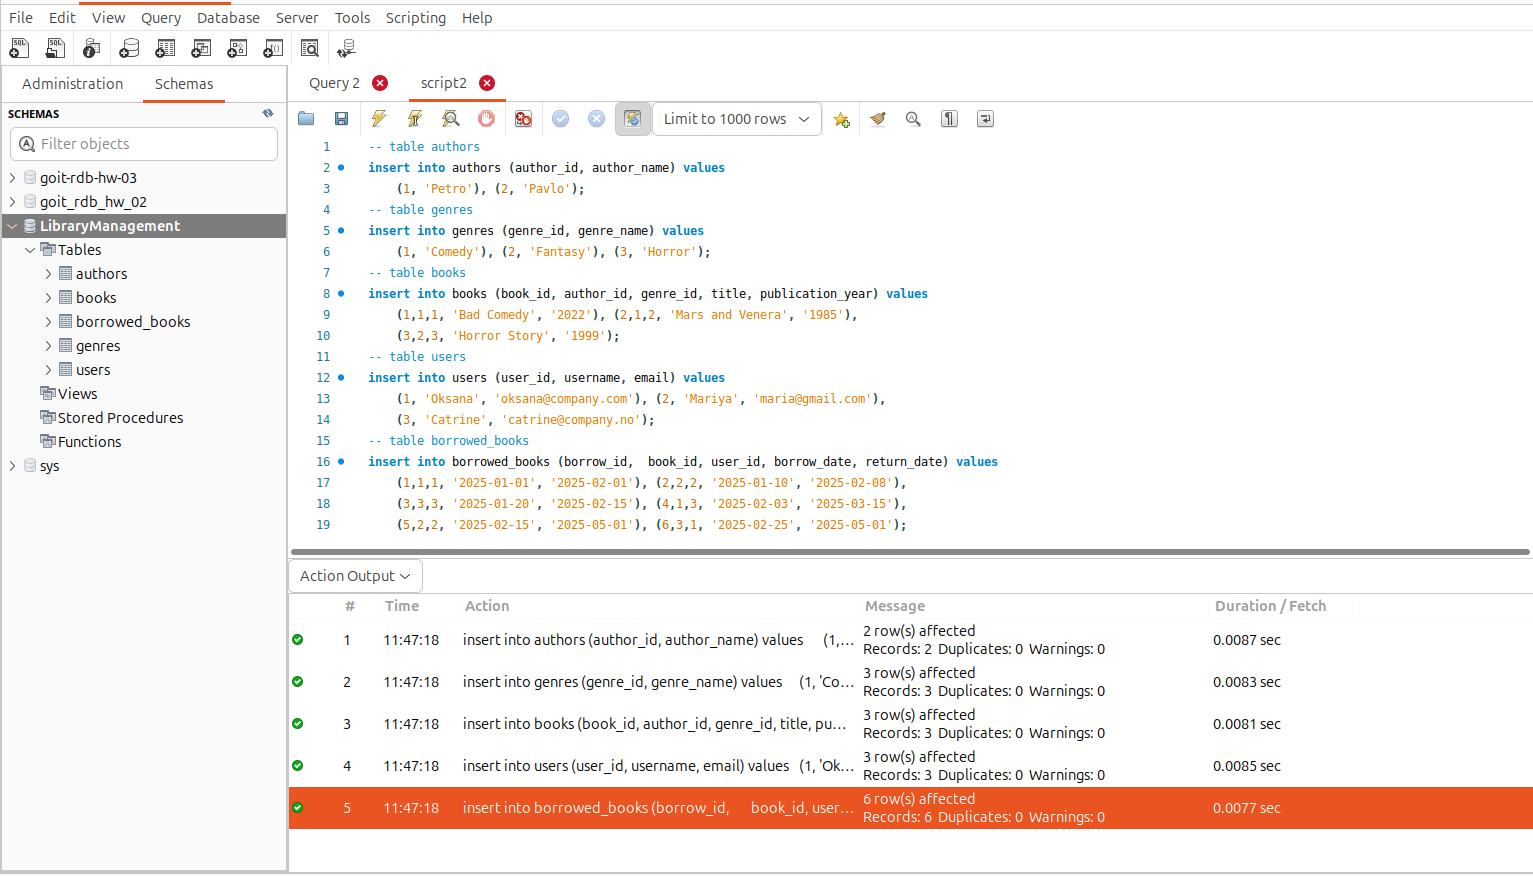 File Edit View Query Database Server Tools Scripting Help
Administration Schemas
SCHEMAS
Filter objects
goit-rdb-hw-03
goit_rdb_hw_02
LibraryManagement
Tables
authors
books
borrowed_books
genres
users
Views
Stored Procedures
Functions
sys
Query 2 script2
Limit to 1000 rows
1 -- table authors
2 insert into authors (author_id, author_name) values
3 (1, 'Petro'), (2, 'Pavlo');
4 -- table genres
5 insert into genres (genre_id, genre_name) values
6 (1, 'Comedy'), (2, 'Fantasy'), (3, 'Horror');
7 -- table books
8 insert into books (book_id, author_id, genre_id, title, publication_year) values
9 (1,1,1, 'Bad Comedy', '2022'), (2,1,2, 'Mars and Venera', '1985'),
10 (3,2,3, 'Horror Story', '1999');
11 -- table users
12 insert into users (user_id, username, email) values
13 (1, 'Oksana', 'oksana@company.com'), (2, 'Mariya', 'maria@gmail.com'),
14 (3, 'Catrine', 'catrine@company.no');
15 -- table borrowed_books
16 insert into borrowed_books (borrow_id,  book_id, user_id, borrow_date, return_date) values
17 (1,1,1, '2025-01-01', '2025-02-01'), (2,2,2, '2025-01-10', '2025-02-08'),
18 (3,3,3, '2025-01-20', '2025-02-15'), (4,1,3, '2025-02-03', '2025-03-15'),
19 (5,2,2, '2025-02-15', '2025-05-01'), (6,3,1, '2025-02-25', '2025-05-01');
Action Output
# Time Action Message Duration / Fetch
1 11:47:18 insert into authors (author_id, author_name) values (1,... 2 row(s) affected
Records: 2 Duplicates: 0 Warnings: 0 0.0087 sec
2 11:47:18 insert into genres (genre_id, genre_name) values (1, 'Co... 3 row(s) affected
Records: 3 Duplicates: 0 Warnings: 0 0.0083 sec
3 11:47:18 insert into books (book_id, author_id, genre_id, title, pu... 3 row(s) affected
Records: 3 Duplicates: 0 Warnings: 0 0.0081 sec
4 11:47:18 insert into users (user_id, username, email) values (1, 'Ok... 3 row(s) affected
Records: 3 Duplicates: 0 Warnings: 0 0.0085 sec
5 11:47:18 insert into borrowed_books (borrow_id, book_id, user... 6 row(s) affected
Records: 6 Duplicates: 0 Warnings: 0 0.0077 sec